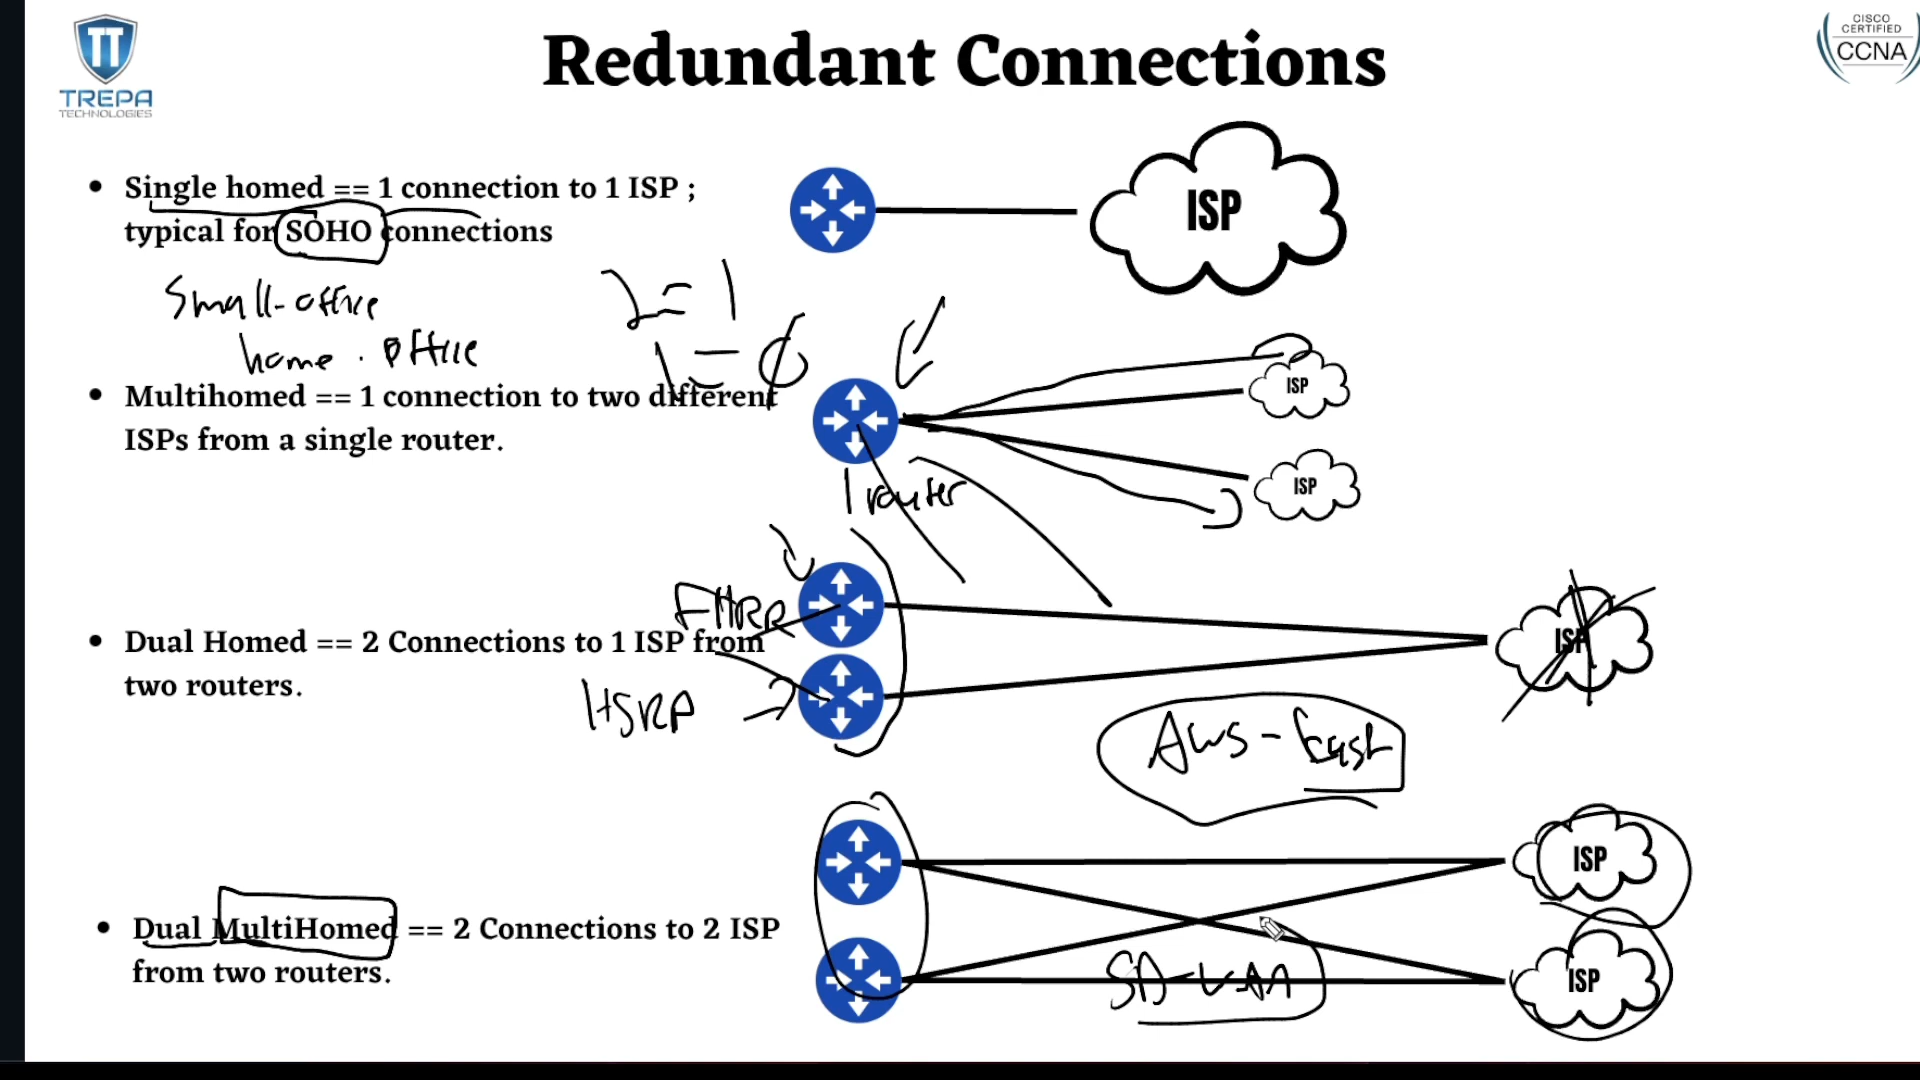 TREPA
TECHNOLOGIES
Redundant Connections
CISCO
CERTIFIED
CCNA
• Single homed == 1 connection to 1 ISP ;
typical for SOHO connections
ISP
Small-office
home. office
2=1
1=0
• Multihomed == 1 connection to two different
ISPs from a single router.
ISP
ISP
1 router
FHRP
• Dual Homed == 2 Connections to 1 ISP from
two routers.
ISP
HSRP
AWS-East
• Dual MultiHomed == 2 Connections to 2 ISP
from two routers.
ISP
ISP
SD-WAN